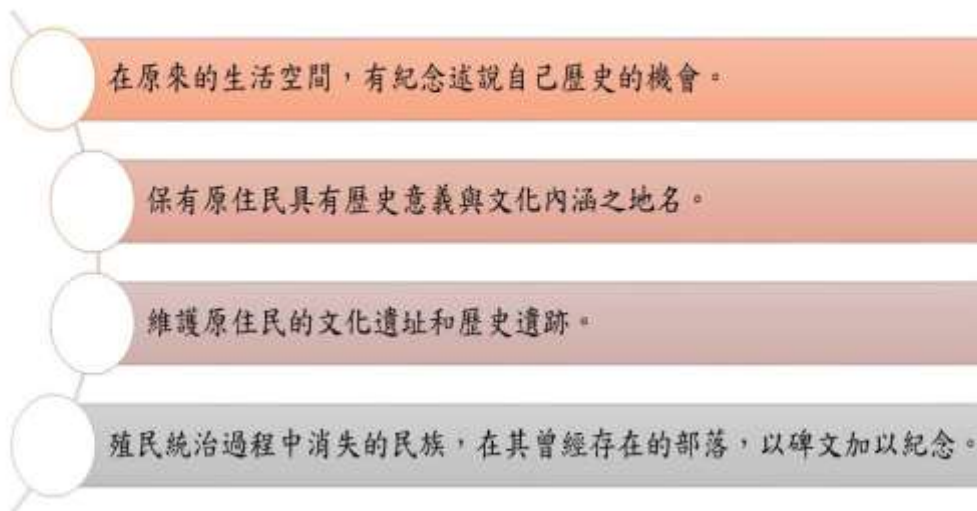 在原來的生活空間，有紀念述說自己歷史的機會。
保有原住民具有歷史意義與文化內涵之地名。
維護原住民的文化遺址和歷史遺跡。
殖民統治過程中消失的民族，在其曾經存在的部落，以碑文加以紀念。